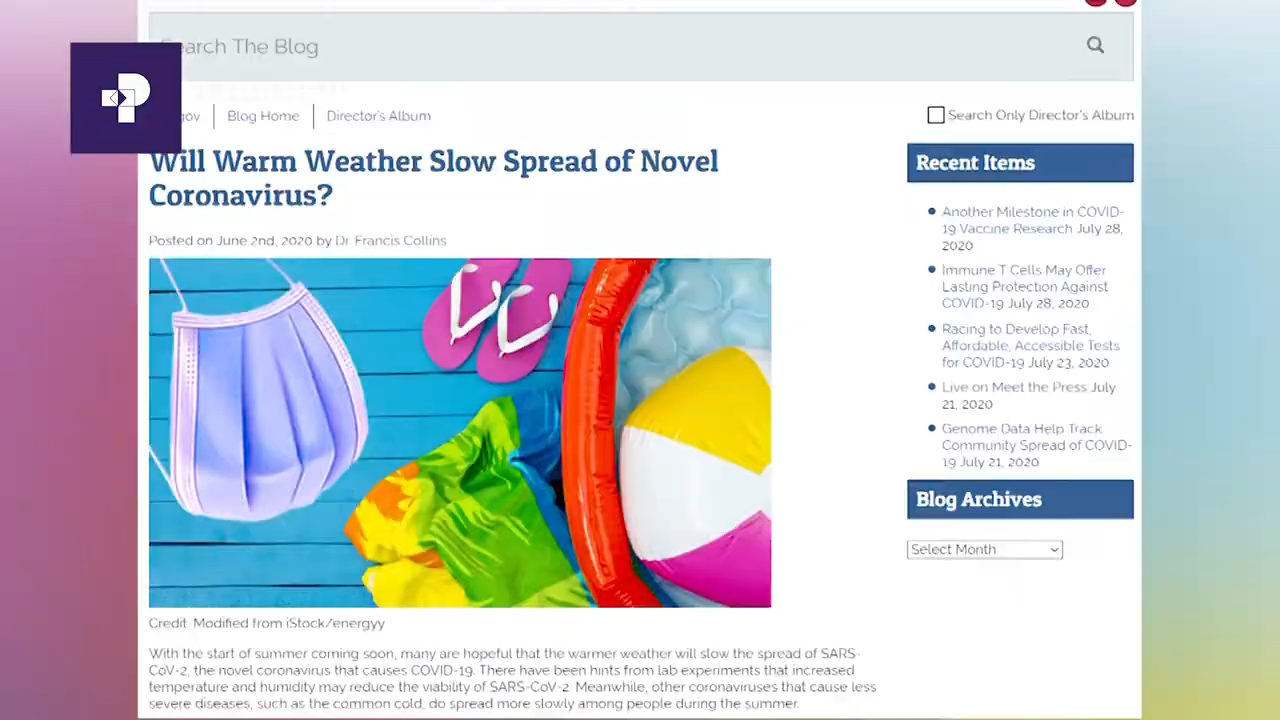 Search The Blog
gov
Blog Home
Director's Album
Search Only Director's Album
Will Warm Weather Slow Spread of Novel
Coronavirus?
Posted on June 2nd, 2020 by Dr. Francis Collins
Credit: Modified from iStock/energyy
With the start of summer coming soon, many are hopeful that the warmer weather will slow the spread of SARS-
CoV-2, the novel coronavirus that causes COVID-19. There have been hints from lab experiments that increased
temperature and humidity may reduce the viability of SARS-CoV-2. Meanwhile, other coronaviruses that cause less
severe diseases, such as the common cold, do spread more slowly among people during the summer.
Recent Items
Another Milestone in COVID-
19 Vaccine Research July 28,
2020
Immune T Cells May Offer
Lasting Protection Against
COVID-19 July 28, 2020
Racing to Develop Fast,
Affordable, Accessible Tests
for COVID-19 July 23, 2020
Live on Meet the Press July
21, 2020
Genome Data Help Track
Community Spread of COVID-
19 July 21, 2020
Blog Archives
Select Month